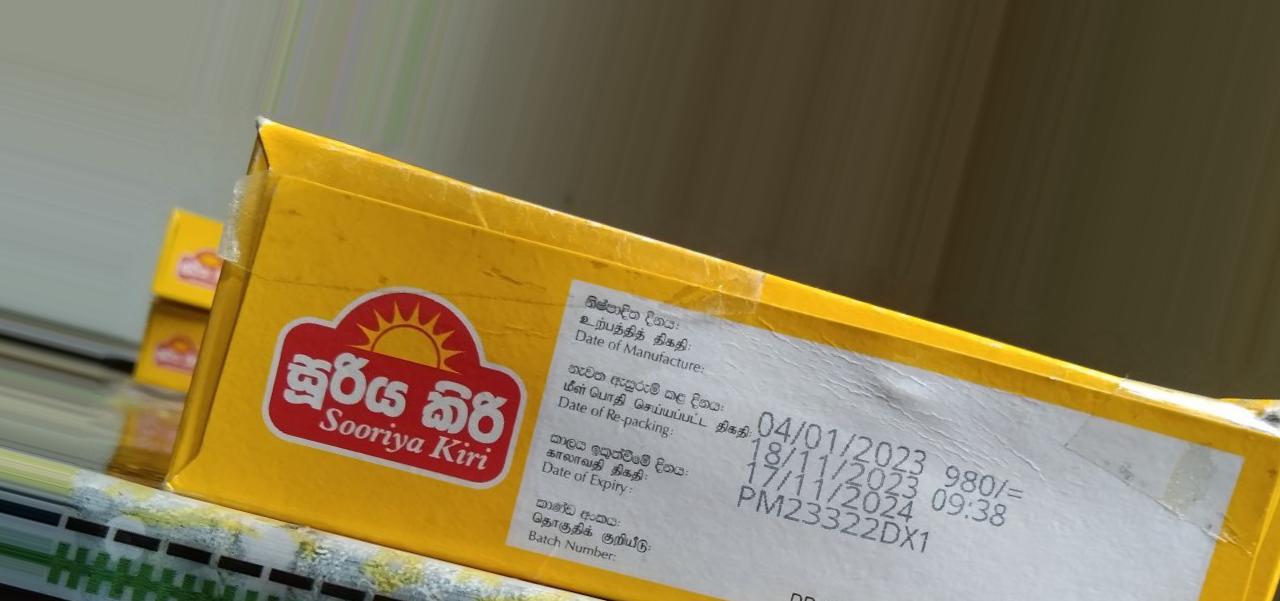 සූරිය කිරි
Sooriya Kiri
නිෂ්පාදිත දිනය:
உற்பத்தித் திகதி:
Date of Manufacture:
නැවත ඇසුරුම් කළ දිනය:
மீள் பொதி செய்யப்பட்ட திகதி:
Date of Re-packing:
කාලය ඉකුත්වීමේ දිනය:
காலாவதி திகதி:
Date of Expiry:
කාණ්ඩ අංකය:
தொகுதிக் குறியீடு:
Batch Number:
04/01/2023 980/=
18/11/2023 09:38
17/11/2024
PM23322DX1